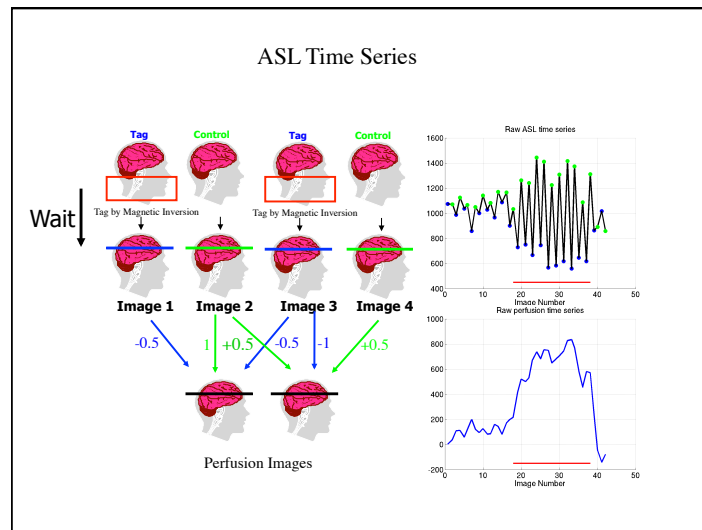 ASL Time Series
Tag Control Tag Control
Tag by Magnetic Inversion Tag by Magnetic Inversion
Wait
Image 1 Image 2 Image 3 Image 4
-0.5 1 +0.5 -0.5 -1 +0.5
Perfusion Images
Raw ASL time series
1600
1400
1200
1000
800
600
400
0 10 20 30 40 50
Image Number
Raw perfusion time series
1000
800
600
400
200
0
-200
0 10 20 30 40 50
Image Number